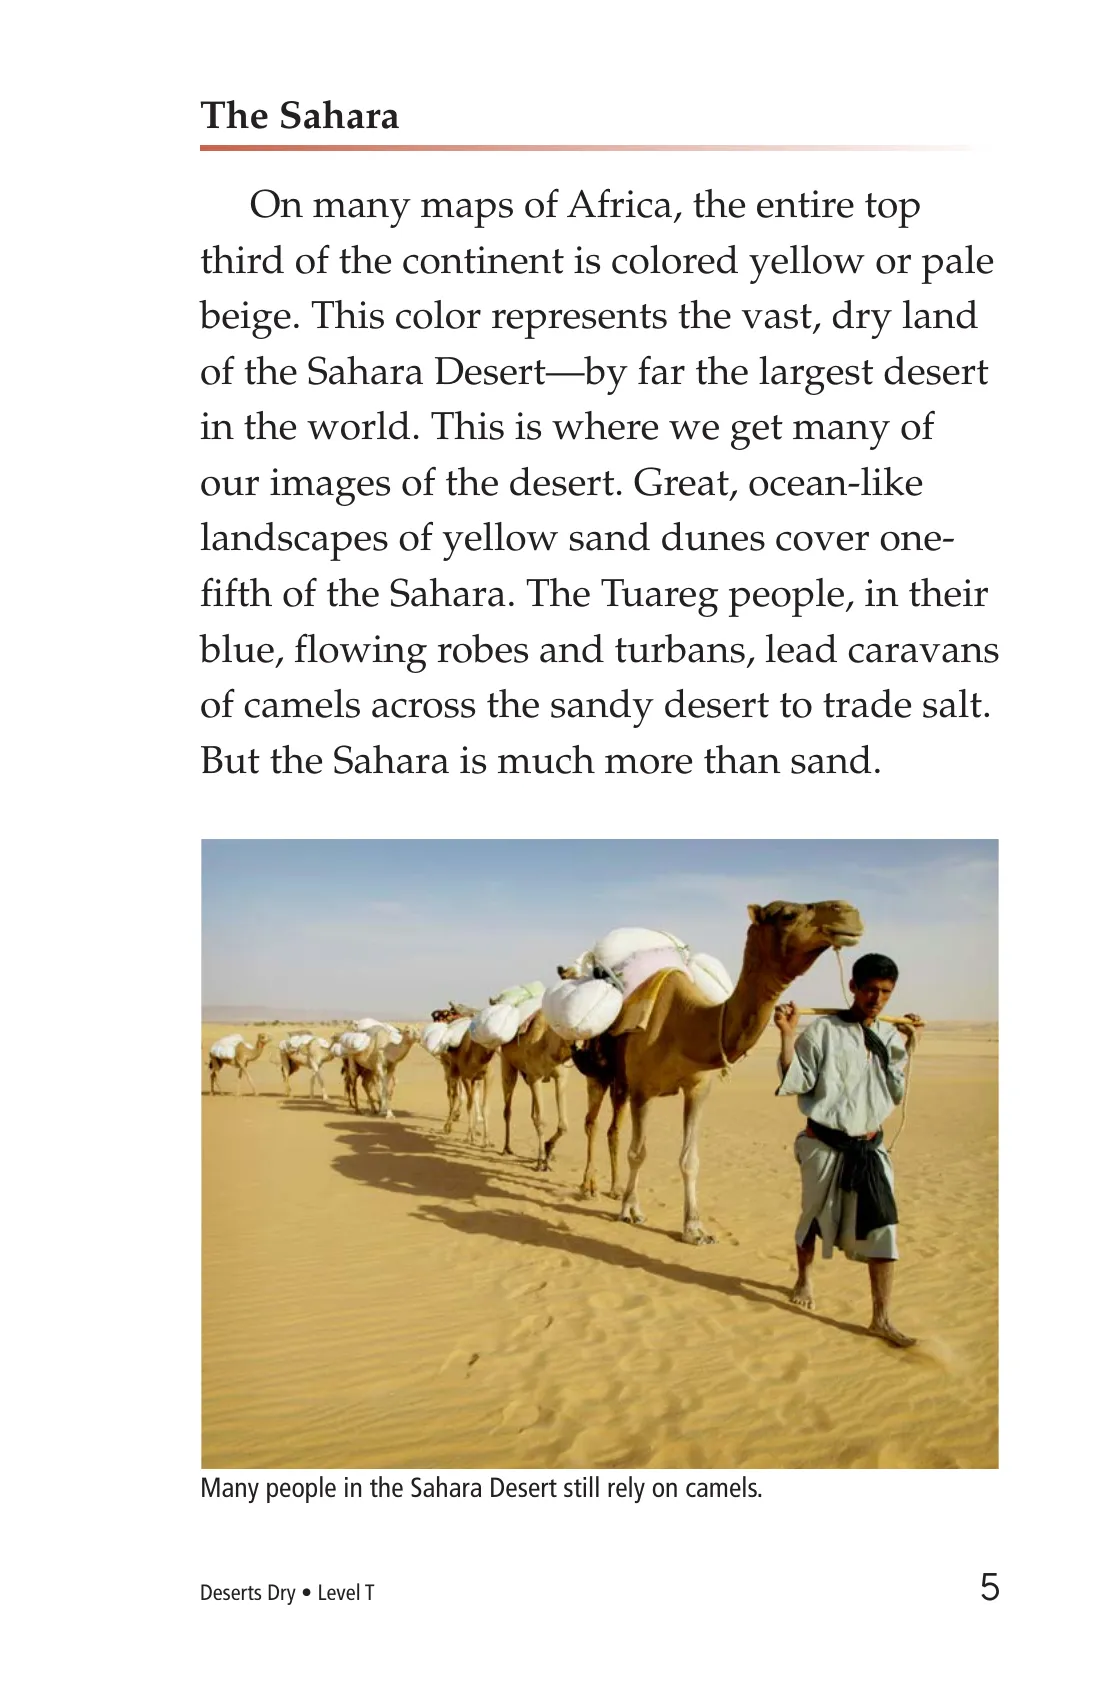 The Sahara
On many maps of Africa, the entire top
third of the continent is colored yellow or pale
beige. This color represents the vast, dry land
of the Sahara Desert—by far the largest desert
in the world. This is where we get many of
our images of the desert. Great, ocean-like
landscapes of yellow sand dunes cover one-
fifth of the Sahara. The Tuareg people, in their
blue, flowing robes and turbans, lead caravans
of camels across the sandy desert to trade salt.
But the Sahara is much more than sand.
Many people in the Sahara Desert still rely on camels.
Deserts Dry • Level T
5